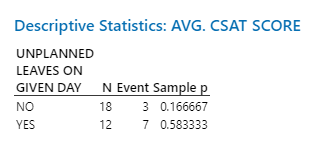 Descriptive Statistics: AVG. CSAT SCORE
UNPLANNED
LEAVES ON
GIVEN DAY N Event Sample p
NO 18 3 0.166667
YES 12 7 0.583333